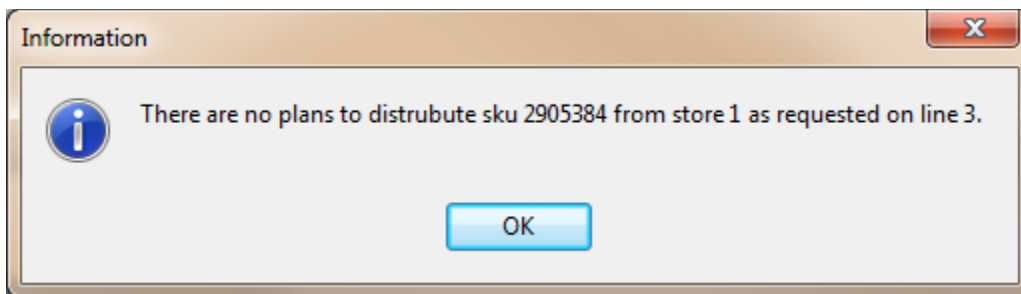 Information
There are no plans to distrubute sku 2905384 from store 1 as requested on line 3.
OK